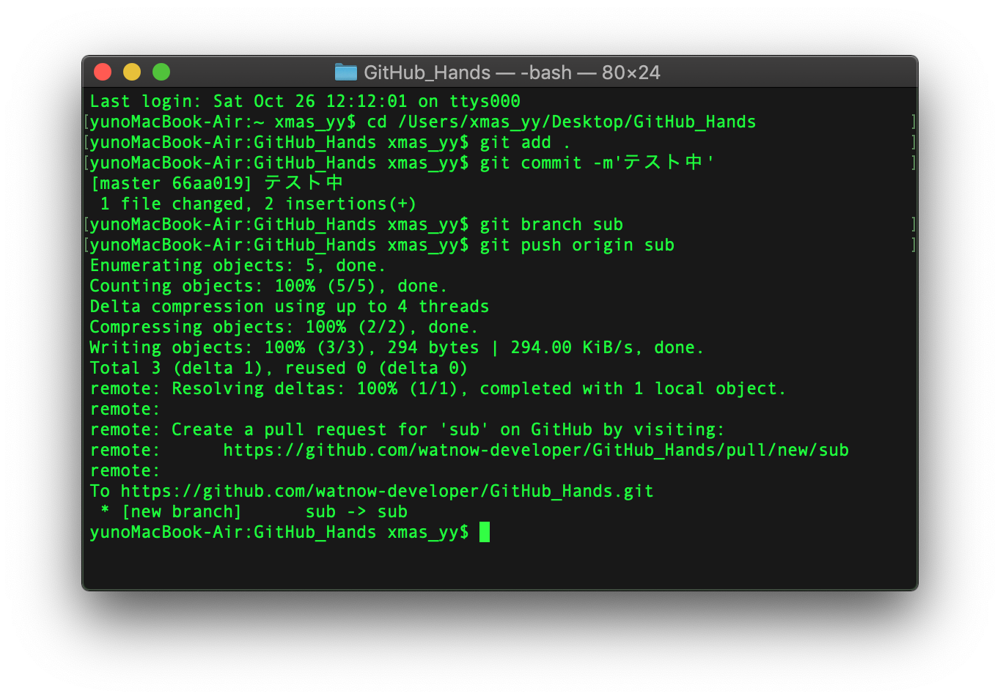 GitHub_Hands — -bash — 80×24
Last login: Sat Oct 26 12:12:01 on ttys000
[yunoMacBook-Air:~ xmas_yy$ cd /Users/xmas_yy/Desktop/GitHub_Hands ]
[yunoMacBook-Air:GitHub_Hands xmas_yy$ git add . ]
[yunoMacBook-Air:GitHub_Hands xmas_yy$ git commit -m'テスト中' ]
[master 66aa019] テスト中
 1 file changed, 2 insertions(+)
[yunoMacBook-Air:GitHub_Hands xmas_yy$ git branch sub ]
[yunoMacBook-Air:GitHub_Hands xmas_yy$ git push origin sub ]
Enumerating objects: 5, done.
Counting objects: 100% (5/5), done.
Delta compression using up to 4 threads
Compressing objects: 100% (2/2), done.
Writing objects: 100% (3/3), 294 bytes | 294.00 KiB/s, done.
Total 3 (delta 1), reused 0 (delta 0)
remote: Resolving deltas: 100% (1/1), completed with 1 local object.
remote:
remote: Create a pull request for 'sub' on GitHub by visiting:
remote:      https://github.com/watnow-developer/GitHub_Hands/pull/new/sub
remote:
To https://github.com/watnow-developer/GitHub_Hands.git
 * [new branch]      sub -> sub
yunoMacBook-Air:GitHub_Hands xmas_yy$